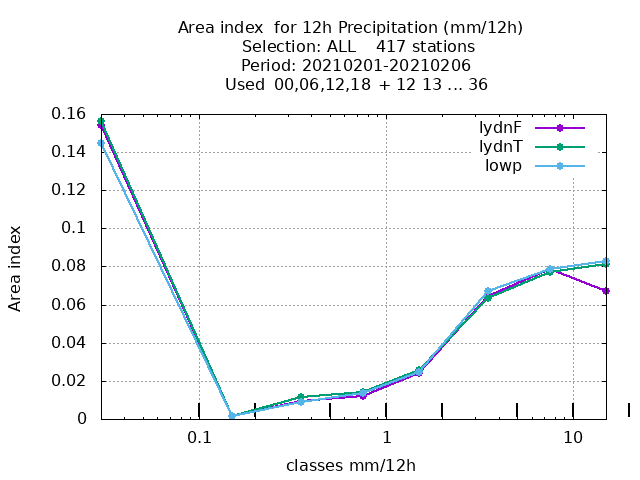 Area index  for 12h Precipitation (mm/12h)
Selection: ALL    417 stations
Period: 20210201-20210206
Used  00,06,12,18  + 12 13 ... 36
lydnF
lydnT
lowp
0.16
0.14
0.12
0.1
0.08
0.06
0.04
0.02
0
Area index
0.1
1
10
classes mm/12h